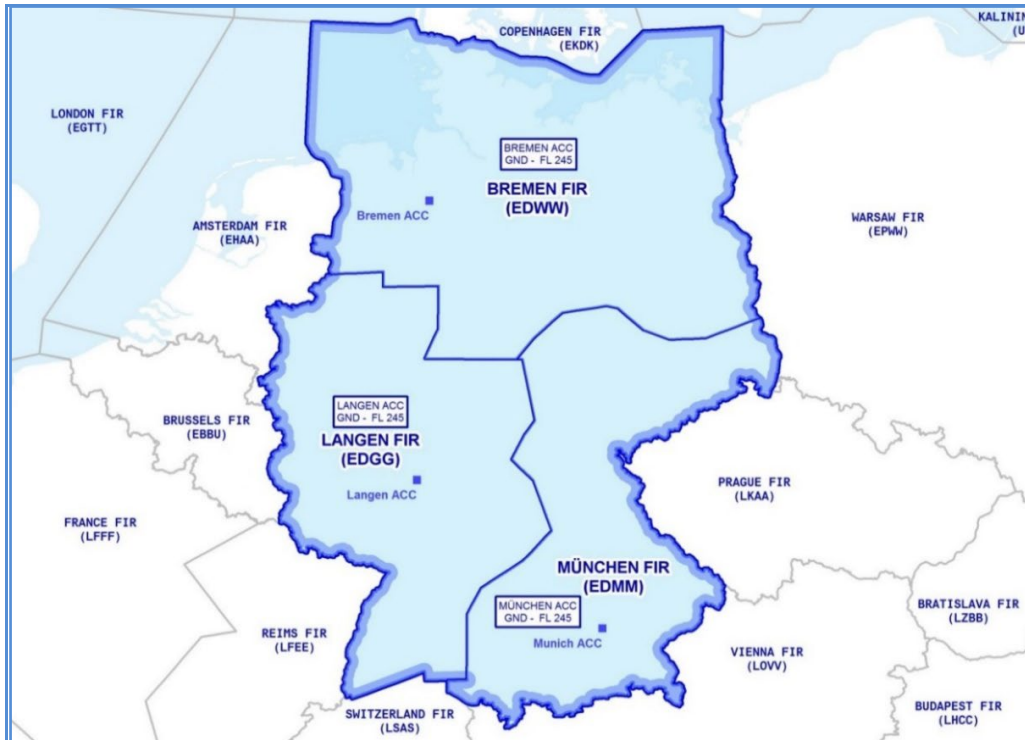 COPENHAGEN FIR
(EKDK)
KALININ
(U
LONDON FIR
(EGTT)
BREMEN ACC
GND - FL 245
BREMEN FIR
(EDWW)
Bremen ACC
AMSTERDAM FIR
(EHAA)
WARSAW FIR
(EPWW)
BRUSSELS FIR
(EBBU)
LANGEN ACC
GND - FL 245
LANGEN FIR
(EDGG)
Langen ACC
PRAGUE FIR
(LKAA)
FRANCE FIR
(LFFF)
MÜNCHEN FIR
(EDMM)
MÜNCHEN ACC
GND - FL 245
Munich ACC
BRATISLAVA FIR
(LZBB)
REIMS FIR
(LFEE)
VIENNA FIR
(LOVV)
SWITZERLAND FIR
(LSAS)
BUDAPEST FIR
(LHCC)